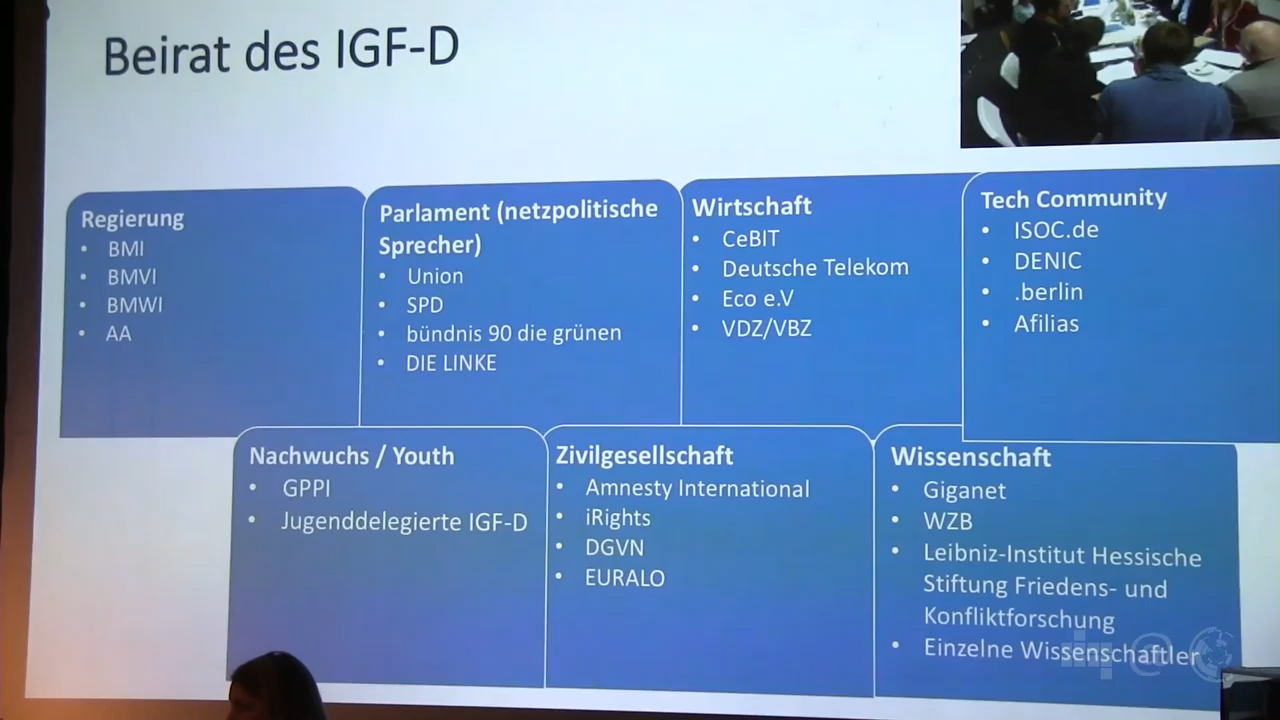 Beirat des IGF-D
Regierung
• BMI
• BMVI
• BMWI
• AA
Parlament (netzpolitische
Sprecher)
• Union
• SPD
• bündnis 90 die grünen
• DIE LINKE
Wirtschaft
• CeBIT
• Deutsche Telekom
• Eco e.V
• VDZ/VBZ
Tech Community
• ISOC.de
• DENIC
• .berlin
• Afilias
Nachwuchs / Youth
• GPPI
• Jugenddelegierte IGF-D
Zivilgesellschaft
• Amnesty International
• iRights
• DGVN
• EURALO
Wissenschaft
• Giganet
• WZB
• Leibniz-Institut Hessische
Stiftung Friedens- und
Konfliktforschung
• Einzelne Wissenschaftler